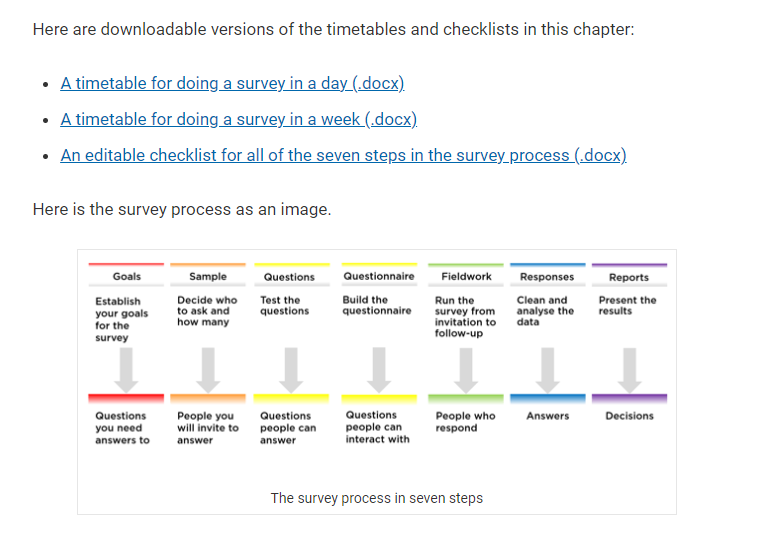 Here are downloadable versions of the timetables and checklists in this chapter:
A timetable for doing a survey in a day (.docx)
A timetable for doing a survey in a week (.docx)
An editable checklist for all of the seven steps in the survey process (.docx)
Here is the survey process as an image.
Goals
Establish
your goals
for the
survey
Questions
you need
answers to
Sample
Decide who
to ask and
how many
People you
will invite to
answer
Questions
Test the
questions
Questions
people can
answer
Questionnaire
Build the
questionnaire
Questions
people can
interact with
Fieldwork
Run the
survey from
invitation to
follow-up
People who
respond
Responses
Clean and
analyse the
data
Answers
Reports
Present the
results
Decisions
The survey process in seven steps